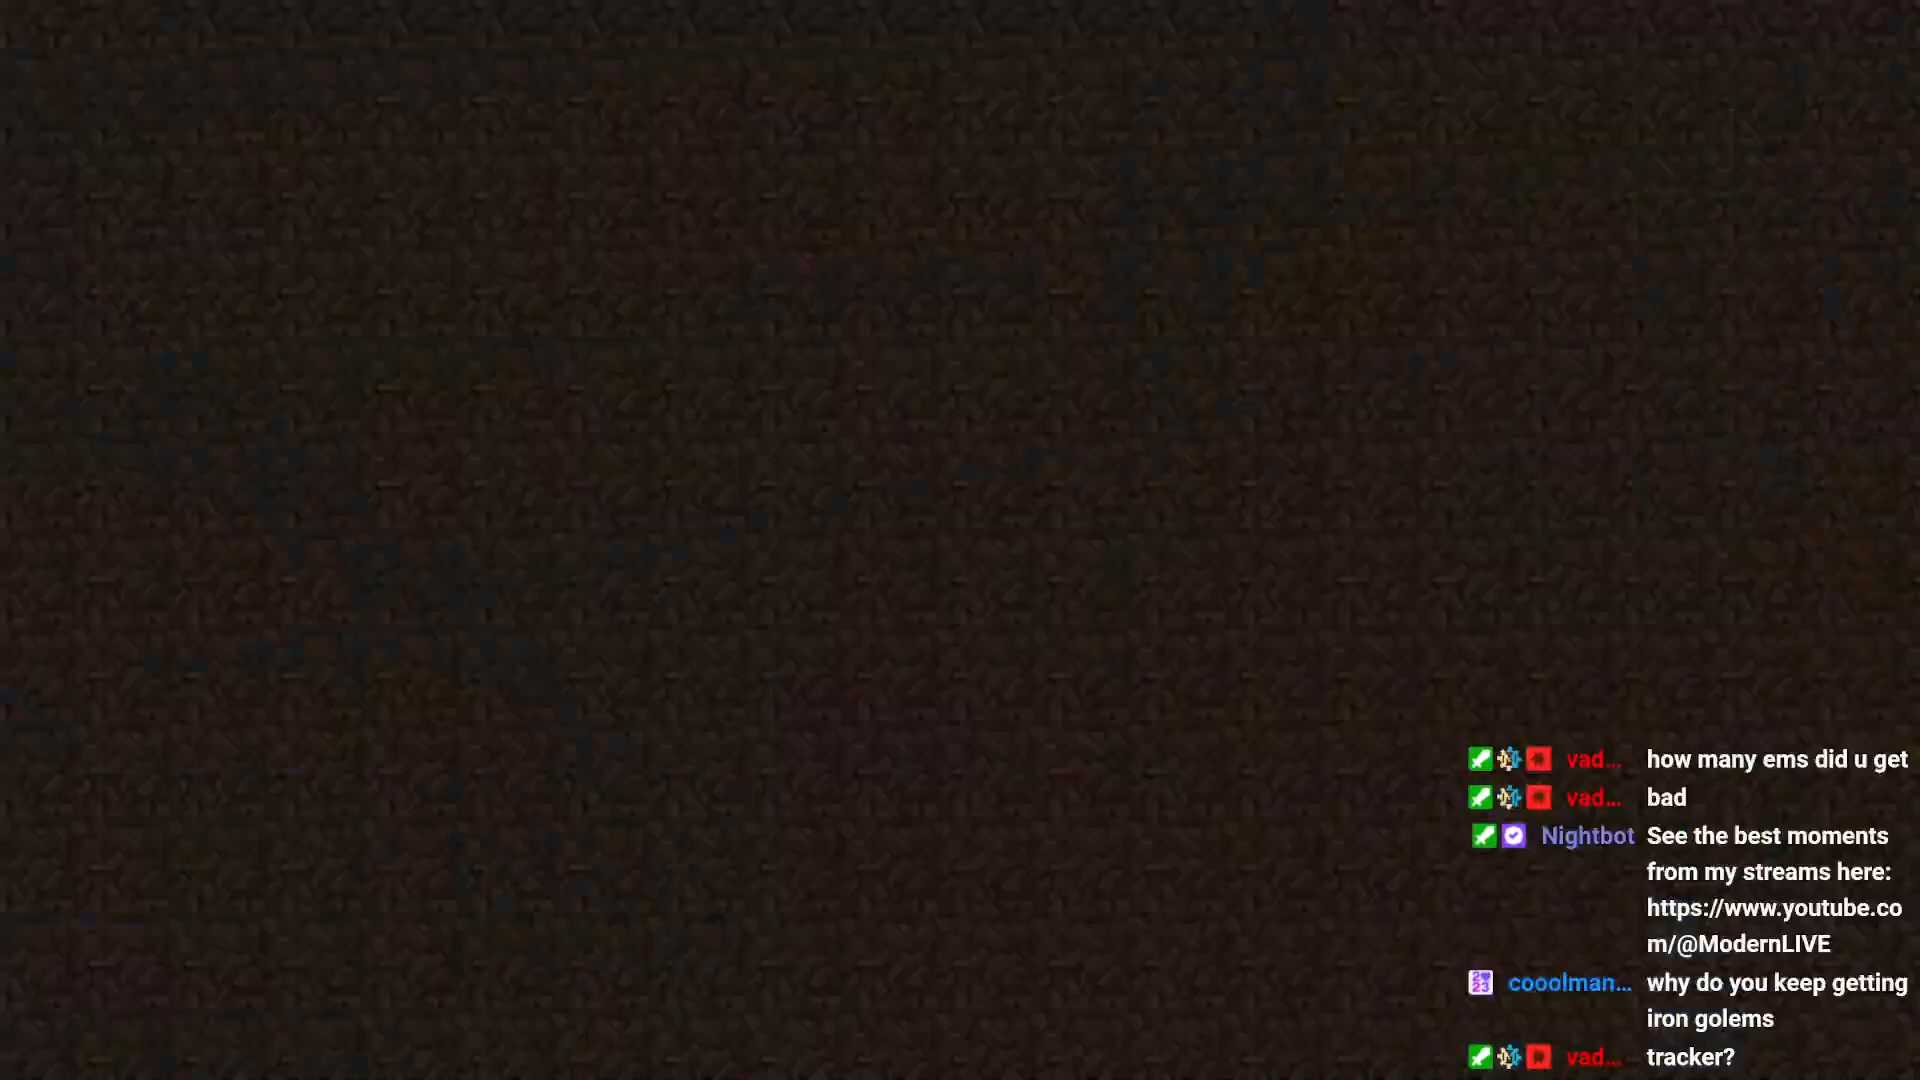 vad... how many ems did u get
vad... bad
Nightbot See the best moments
from my streams here:
https://www.youtube.co
m/@ModernLIVE
cooolman... why do you keep getting
iron golems
vad... tracker?